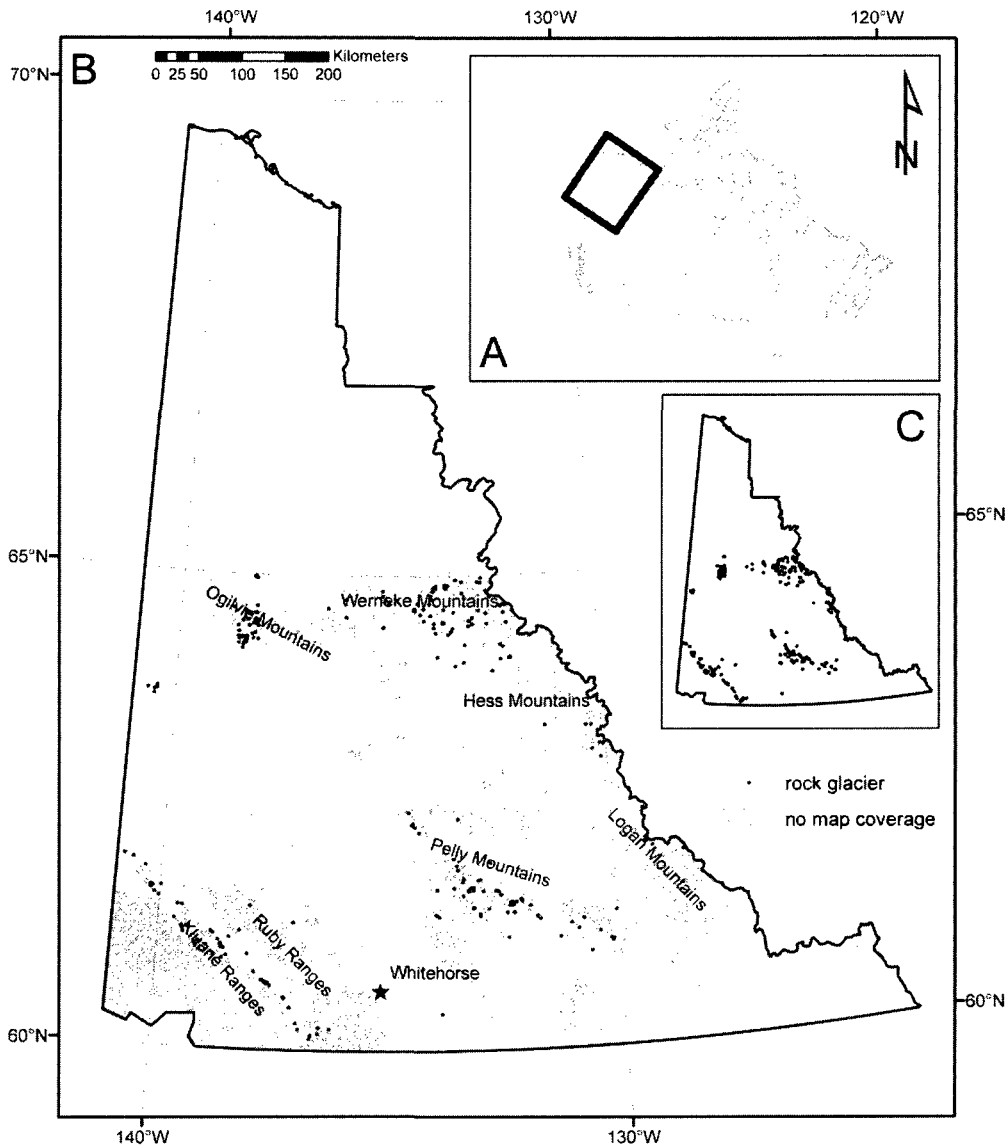 140°W
130°W
120°W
70°N
B
Kilometers
0 25 50 100 150 200
N
A
C
65°N
65°N
Ogilvie Mountains
Werneke Mountains
Hess Mountains
rock glacier
no map coverage
Logan Mountains
Pelly Mountains
Ruby Ranges
Kluane Ranges
Whitehorse
60°N
60°N
140°W
130°W